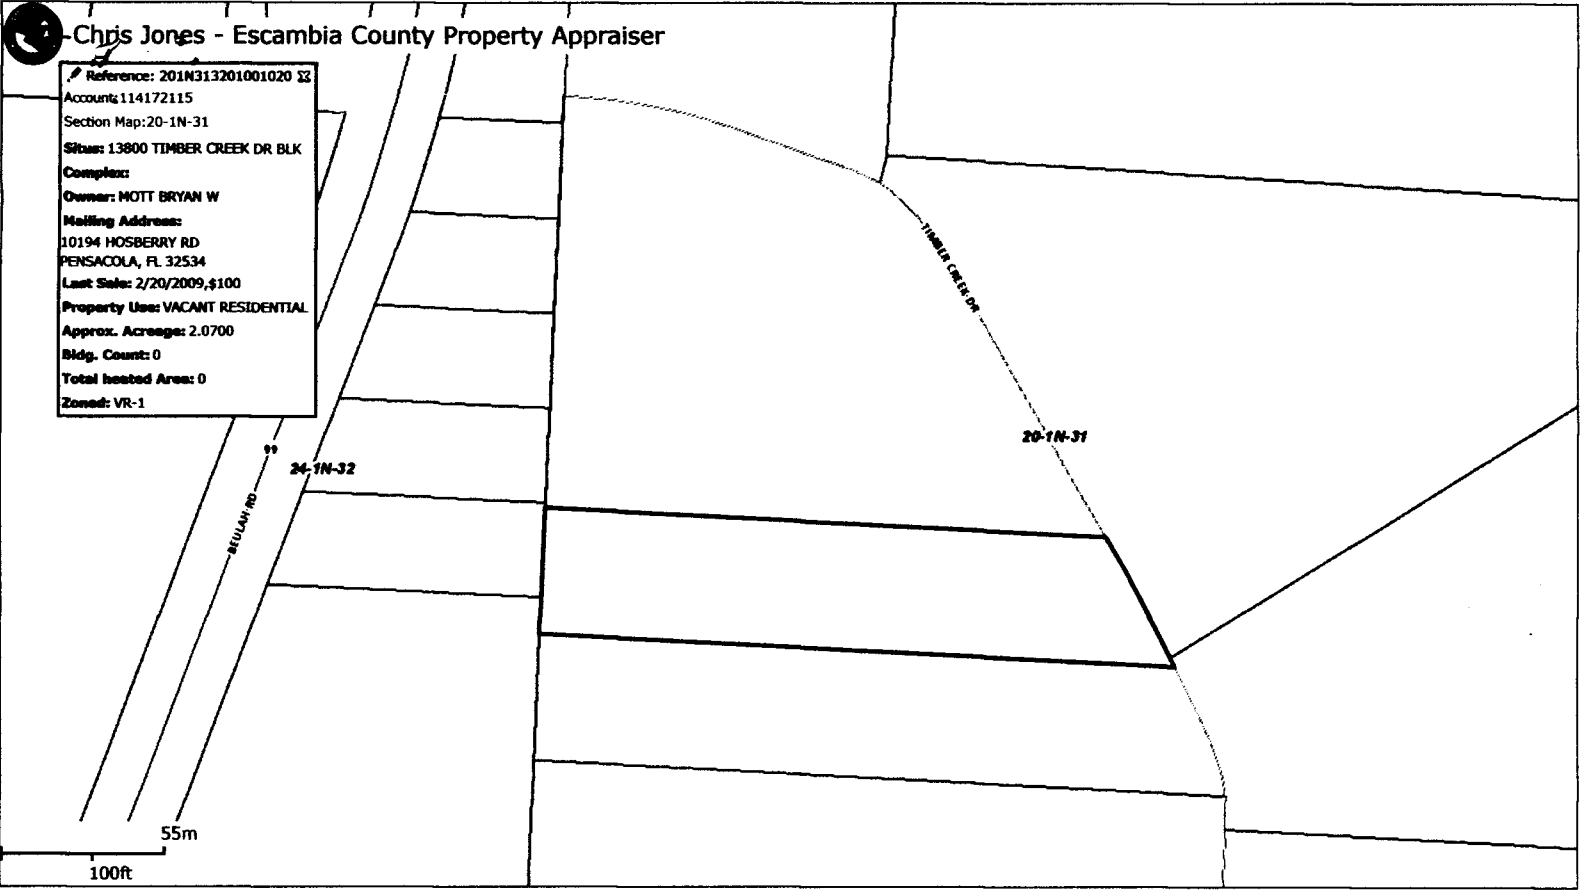 Chris Jones - Escambia County Property Appraiser
Reference: 201N313201001020
Account:114172115
Section Map:20-1N-31
Situs: 13800 TIMBER CREEK DR BLK
Complex:
Owner: MOTT BRYAN W
Mailing Address:
10194 HOSBERRY RD
PENSACOLA, FL 32534
Last Sale: 2/20/2009,$100
Property Use: VACANT RESIDENTIAL
Approx. Acreage: 2.0700
Bldg. Count: 0
Total heated Area: 0
Zoned: VR-1
TIMBER CREEK DR
20-1N-31
99
24-1N-32
BEULAH RD
55m
100ft